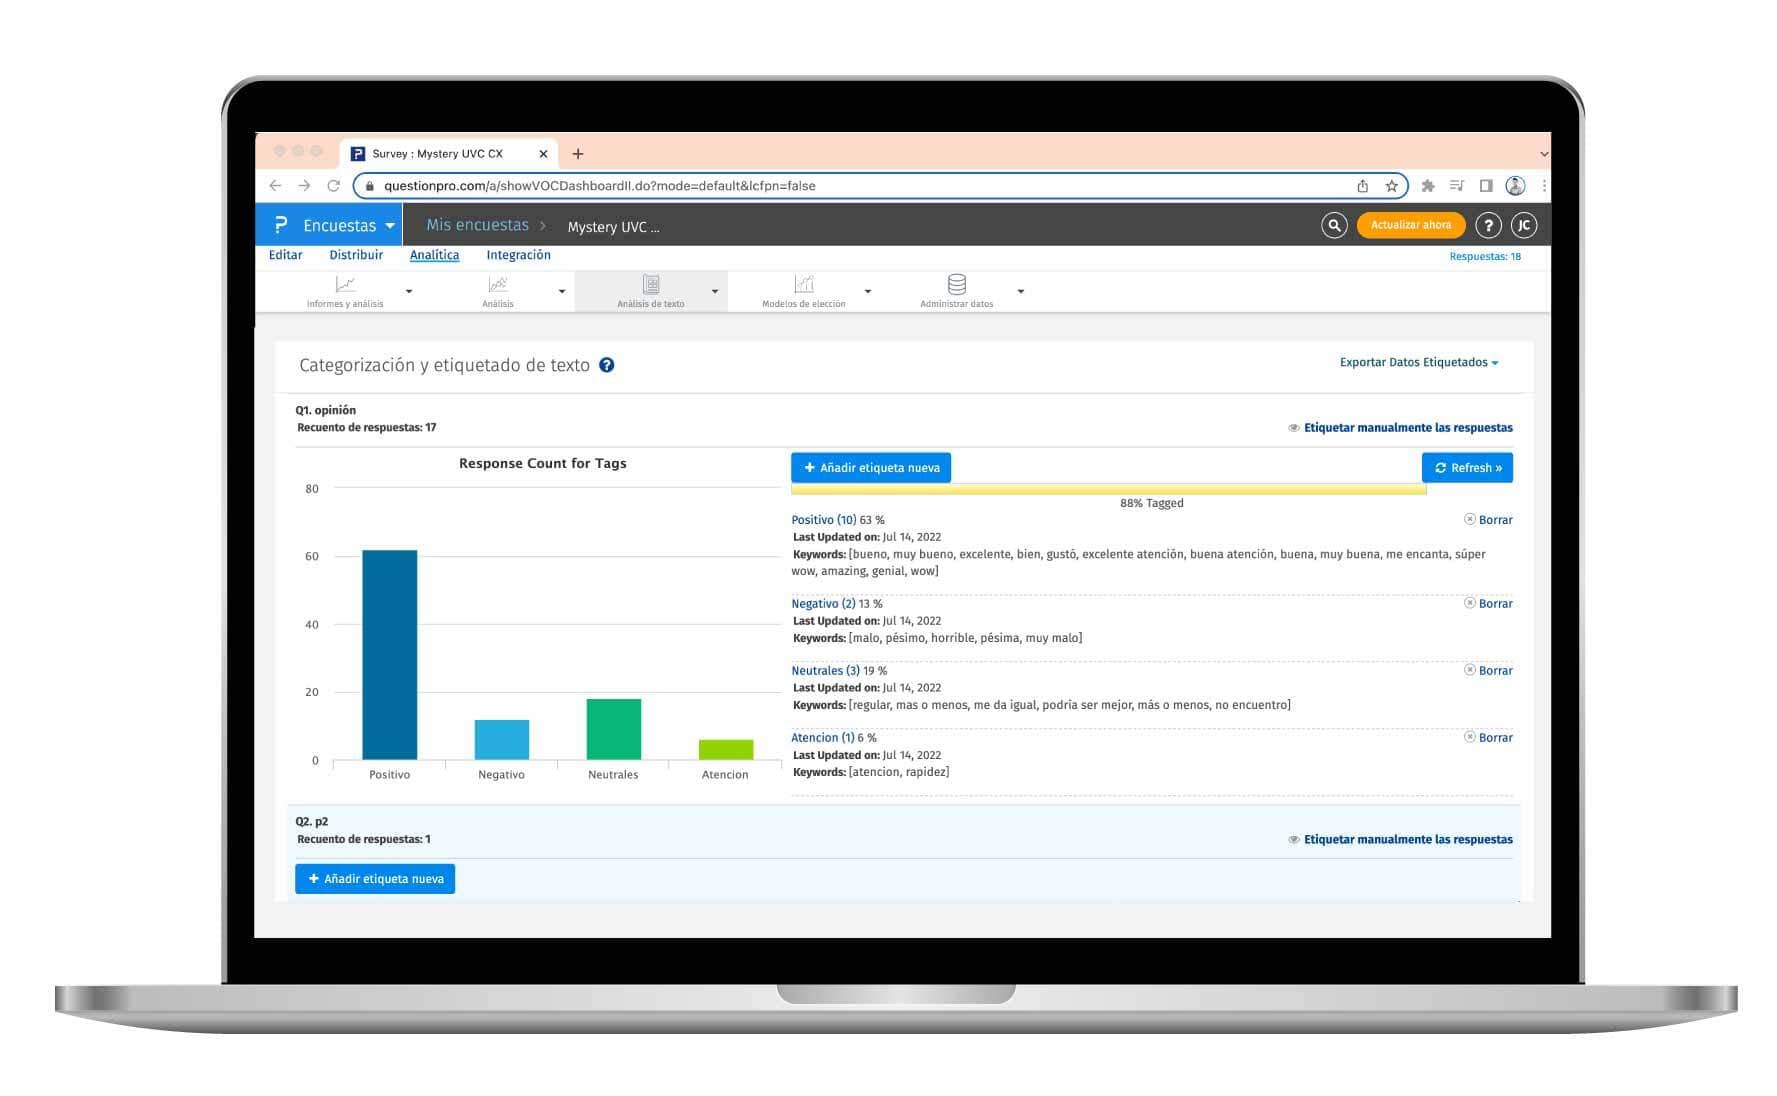 Survey : Mystery UVC CX
questionpro.com/a/showVOCDashboardII.do?mode=default&lcfpn=false
Encuestas
Mis encuestas >
Mystery UVC ...
Actualizar ahora
?
JC
Editar
Distribuir
Analítica
Integración
Respuestas: 18
Informes y análisis
Análisis
Análisis de texto
Modelos de elección
Administrar datos
Categorización y etiquetado de texto ?
Exportar Datos Etiquetados
Q1. opinión
Recuento de respuestas: 17
Etiquetar manualmente las respuestas
Response Count for Tags
80
60
40
20
0
Positivo
Negativo
Neutrales
Atencion
+ Añadir etiqueta nueva
Refresh »
88% Tagged
Positivo (10) 63 %
Borrar
Last Updated on: Jul 14, 2022
Keywords: [bueno, muy bueno, excelente, bien, gustó, excelente atención, buena atención, buena, muy buena, me encanta, súper
wow, amazing, genial, wow]
Negativo (2) 13 %
Borrar
Last Updated on: Jul 14, 2022
Keywords: [malo, pésimo, horrible, pésima, muy malo]
Neutrales (3) 19 %
Borrar
Last Updated on: Jul 14, 2022
Keywords: [regular, mas o menos, me da igual, podría ser mejor, más o menos, no encuentro]
Atencion (1) 6 %
Borrar
Last Updated on: Jul 14, 2022
Keywords: [atencion, rapidez]
Q2. p2
Recuento de respuestas: 1
Etiquetar manualmente las respuestas
+ Añadir etiqueta nueva